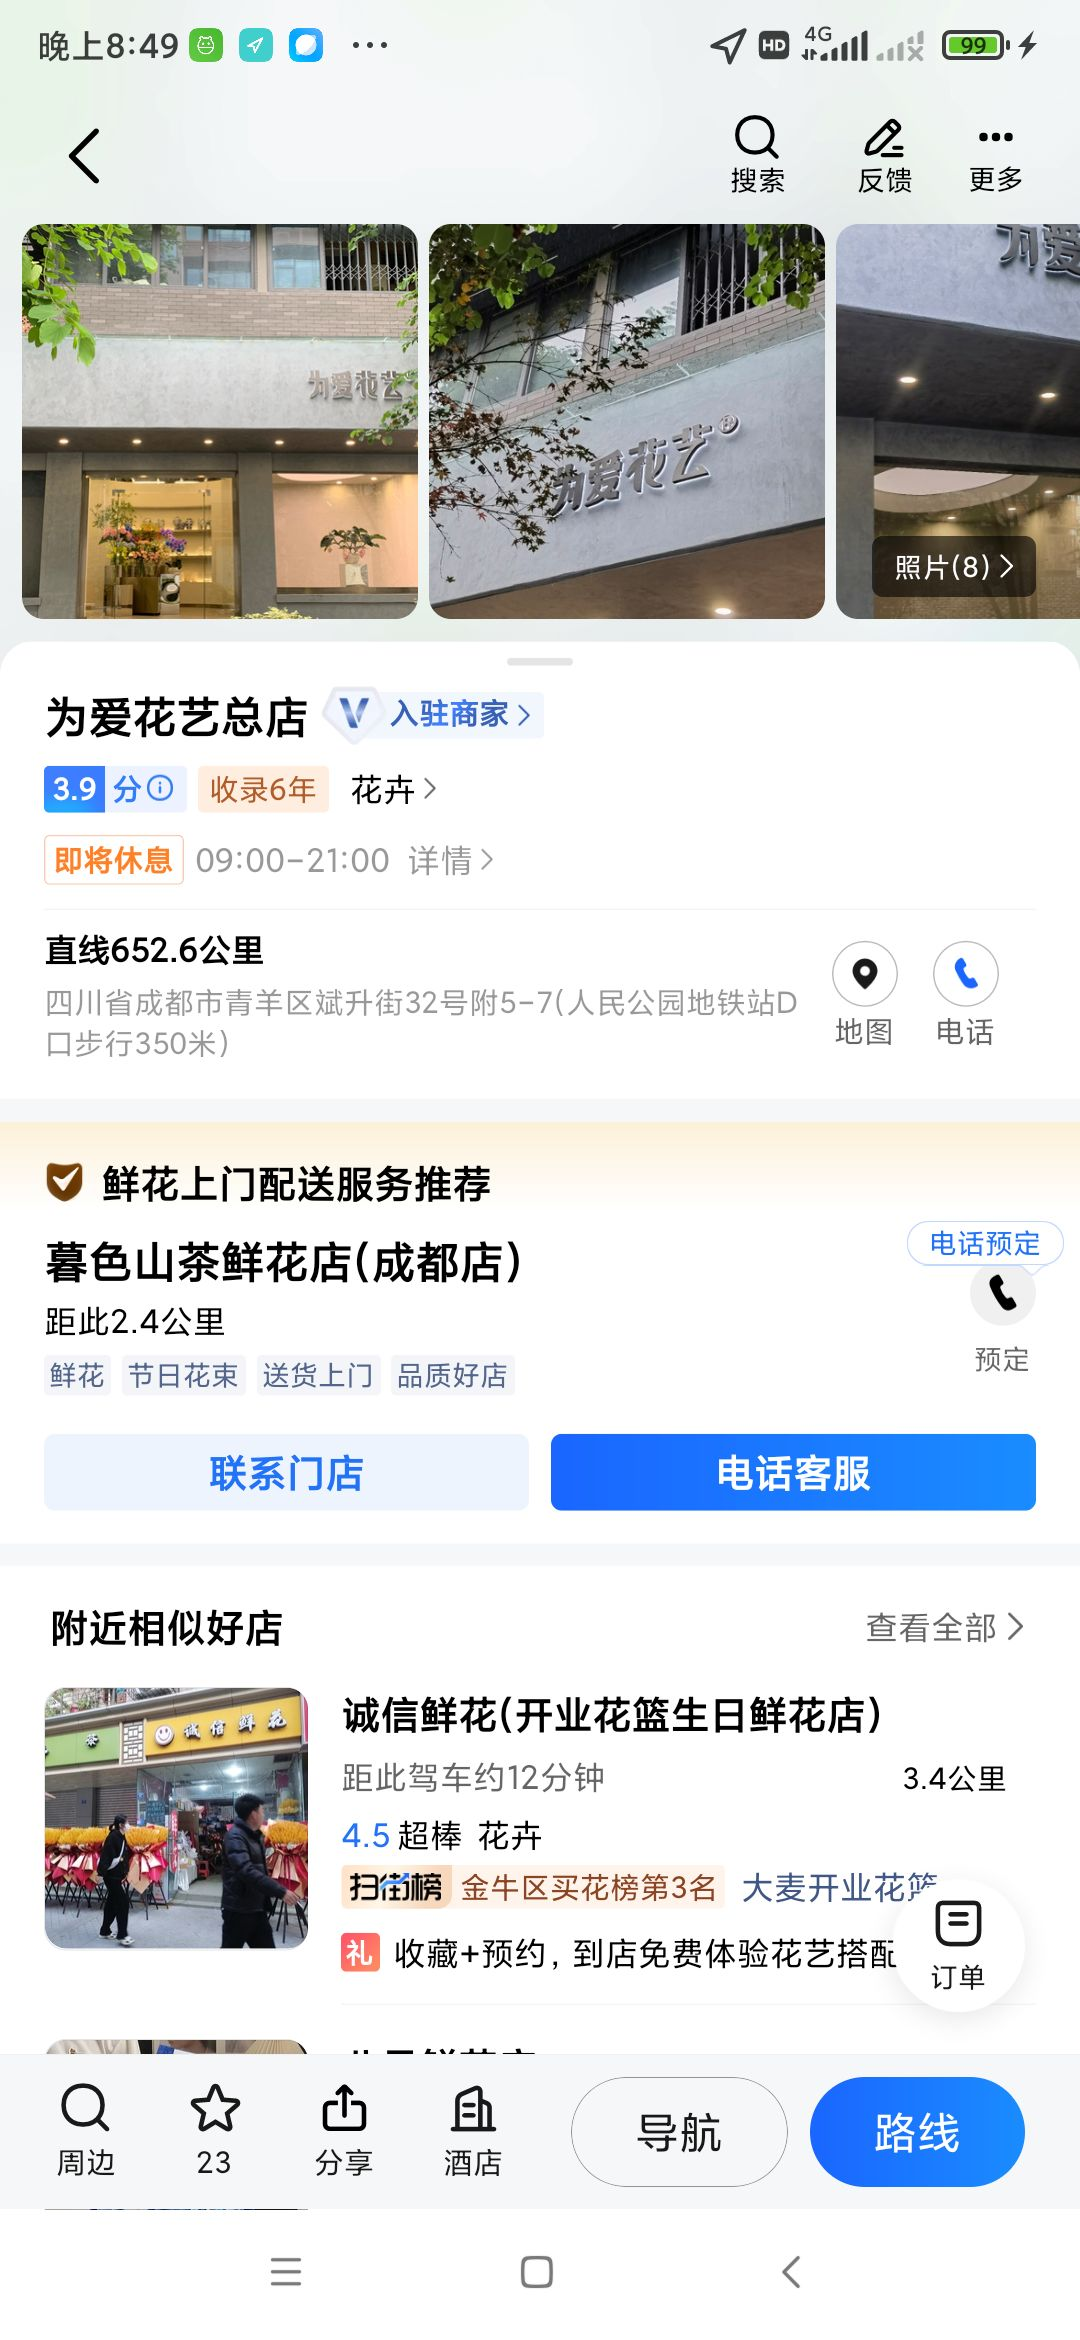 晚上8:49
HD
4G
99
搜索
反馈
更多
为爱花艺
为爱花艺
为爱
照片(8)
为爱花艺总店
V 入驻商家
3.9 分 收录6年 花卉
即将休息 09:00-21:00 详情
直线652.6公里
四川省成都市青羊区斌升街32号附5-7(人民公园地铁站D
口步行350米)
地图
电话
鲜花上门配送服务推荐
暮色山茶鲜花店(成都店)
电话预定
距此2.4公里
预定
鲜花 节日花束 送货上门 品质好店
联系门店
电话客服
附近相似好店
查看全部
诚信鲜花
诚信鲜花(开业花篮生日鲜花店)
距此驾车约12分钟
3.4公里
4.5 超棒 花卉
扫街榜 金牛区买花榜第3名 大麦开业花篮
礼 收藏+预约，到店免费体验花艺搭配
订单
周边
23
分享
酒店
导航
路线